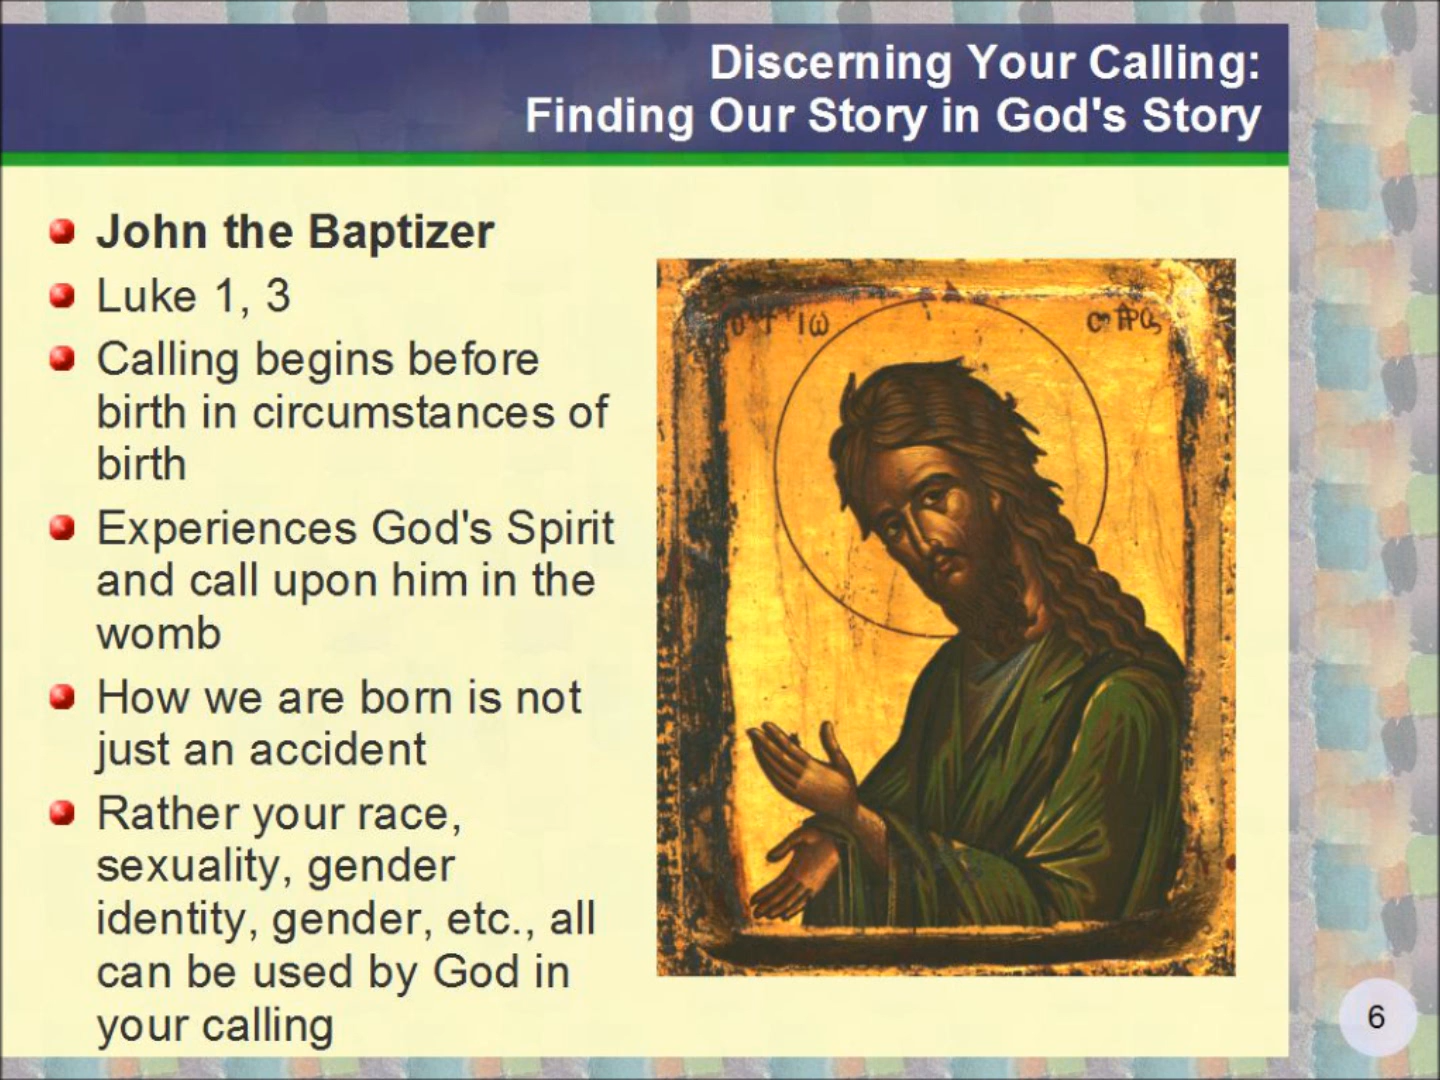 Discerning Your Calling:
Finding Our Story in God's Story
John the Baptizer
Luke 1, 3
Calling begins before
birth in circumstances of
birth
Experiences God's Spirit
and call upon him in the
womb
How we are born is not
just an accident
Rather your race,
sexuality, gender
identity, gender, etc., all
can be used by God in
your calling
ΙΩ
6